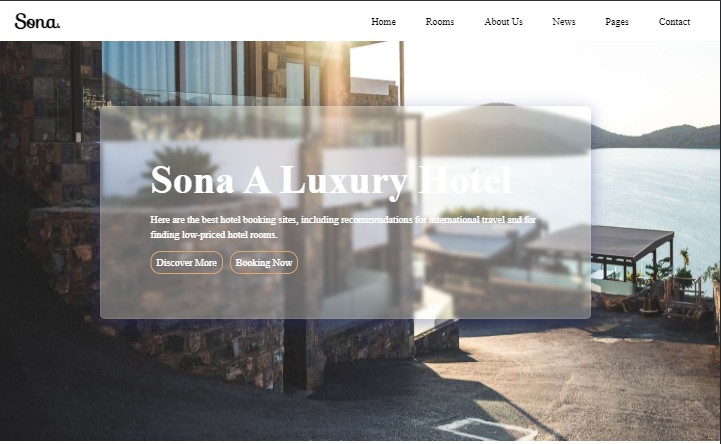 Sona.
Home Rooms About Us News Pages Contact
Sona A Luxury Hotel
Here are the best hotel booking sites, including recommendations for international travel and for
finding low-priced hotel rooms.
Discover More Booking Now